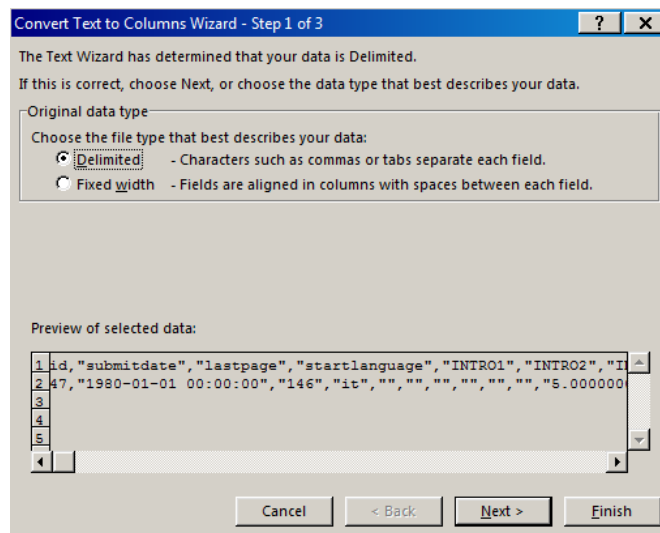 Convert Text to Columns Wizard - Step 1 of 3
The Text Wizard has determined that your data is Delimited.
If this is correct, choose Next, or choose the data type that best describes your data.
Original data type
Choose the file type that best describes your data:
Delimited - Characters such as commas or tabs separate each field.
Fixed width - Fields are aligned in columns with spaces between each field.
Preview of selected data:
1 id,"submitdate","lastpage","startlanguage","INTRO1","INTRO2",
2 47,"1980-01-01 00:00:00","146","it","","","","","","","5.000000
3
4
5
Cancel < Back Next > Finish